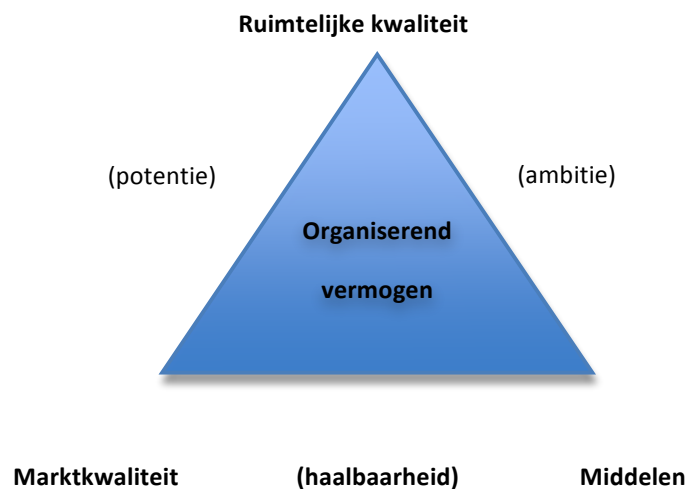 Ruimtelijke kwaliteit
(potentie)
(ambitie)
Organiserend
vermogen
Marktkwaliteit
(haalbaarheid)
Middelen